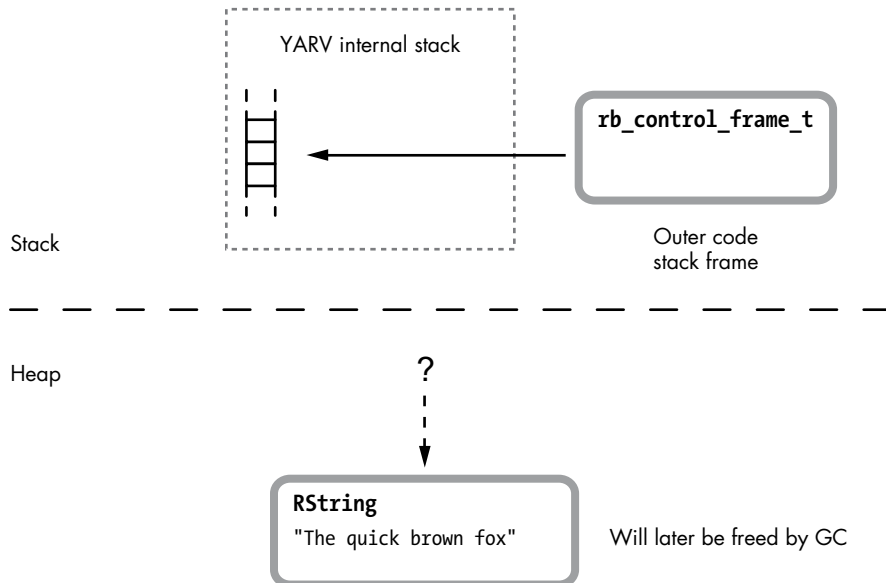 YARV internal stack
rb_control_frame_t
Stack
Outer code
stack frame
Heap
?
RString
"The quick brown fox"
Will later be freed by GC